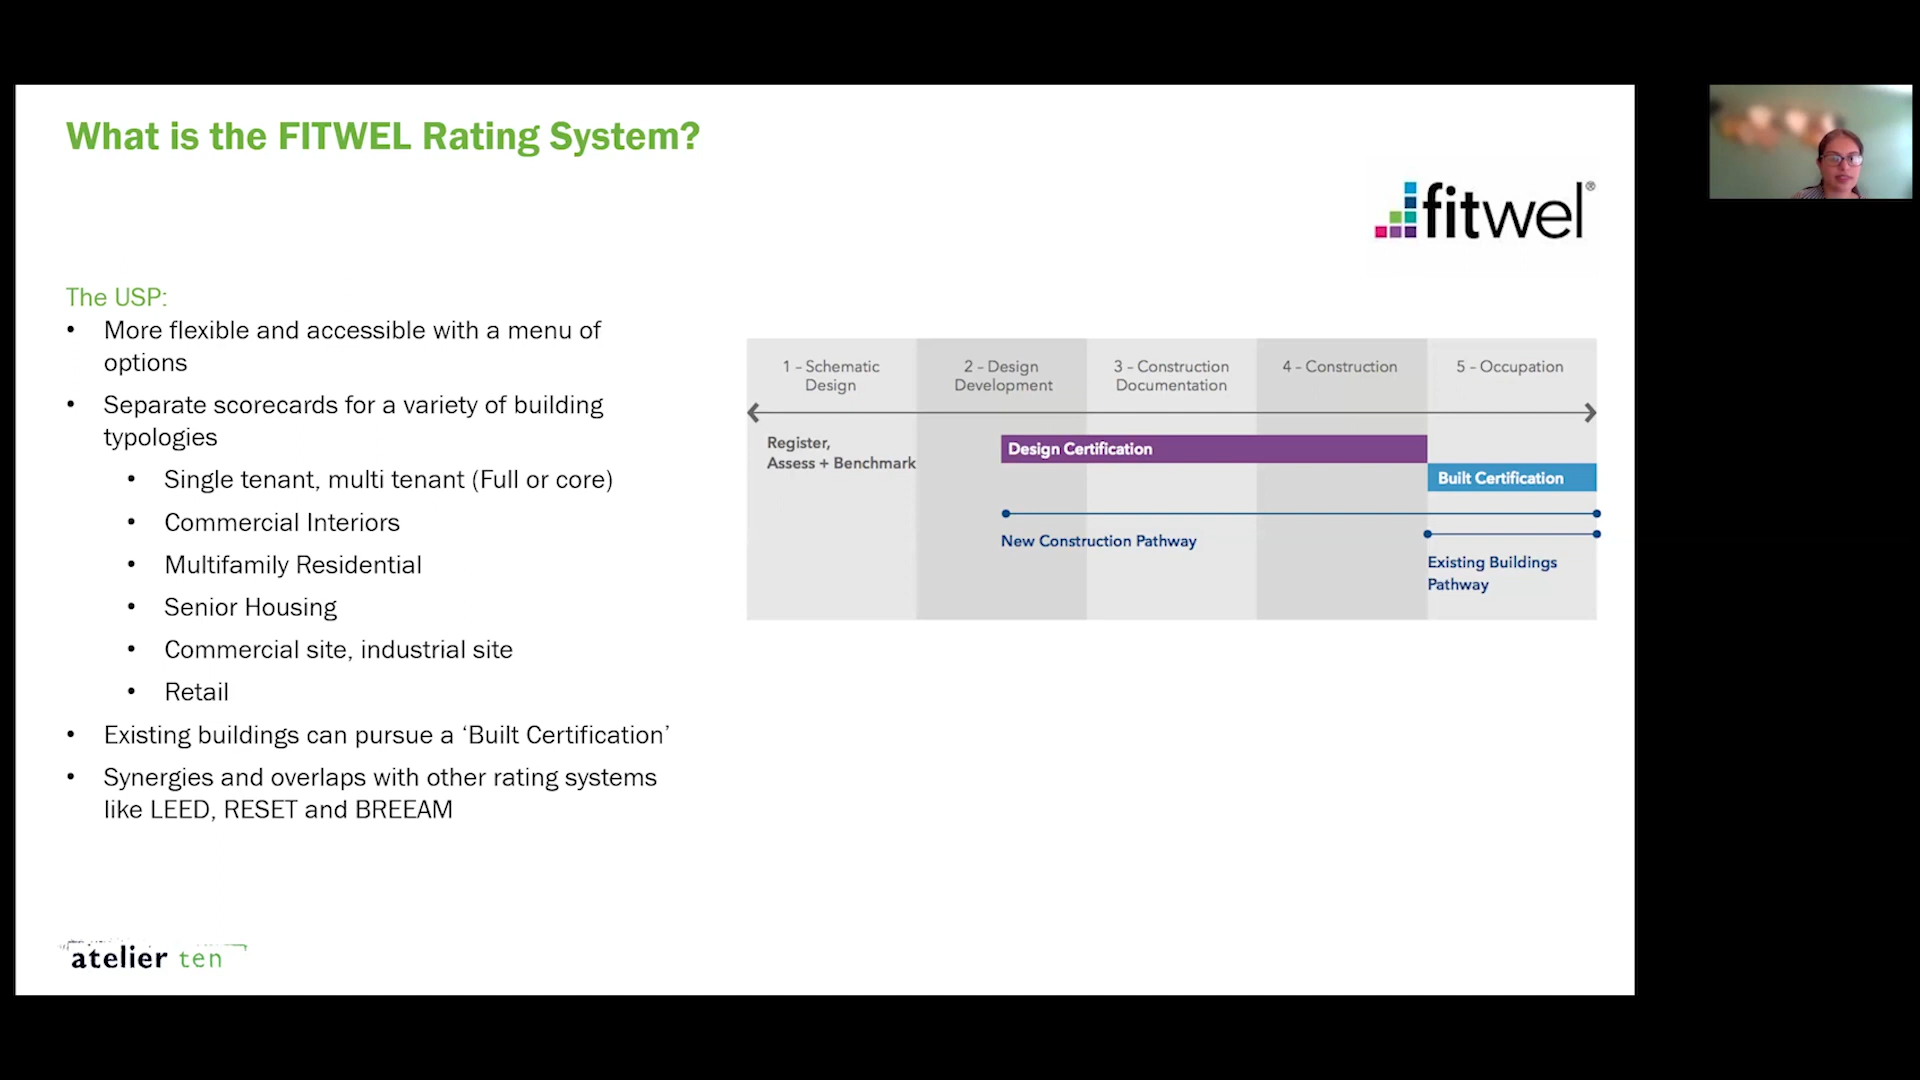 What is the FITWEL Rating System?
fitwel®
The USP:
• More flexible and accessible with a menu of
options
• Separate scorecards for a variety of building
typologies
• Single tenant, multi tenant (Full or core)
• Commercial Interiors
• Multifamily Residential
• Senior Housing
• Commercial site, industrial site
• Retail
• Existing buildings can pursue a ‘Built Certification’
• Synergies and overlaps with other rating systems
like LEED, RESET and BREEAM
1 - Schematic
Design
2 - Design
Development
3 - Construction
Documentation
4 - Construction
5 - Occupation
Register,
Assess + Benchmark
Design Certification
Built Certification
New Construction Pathway
Existing Buildings
Pathway
atelier ten